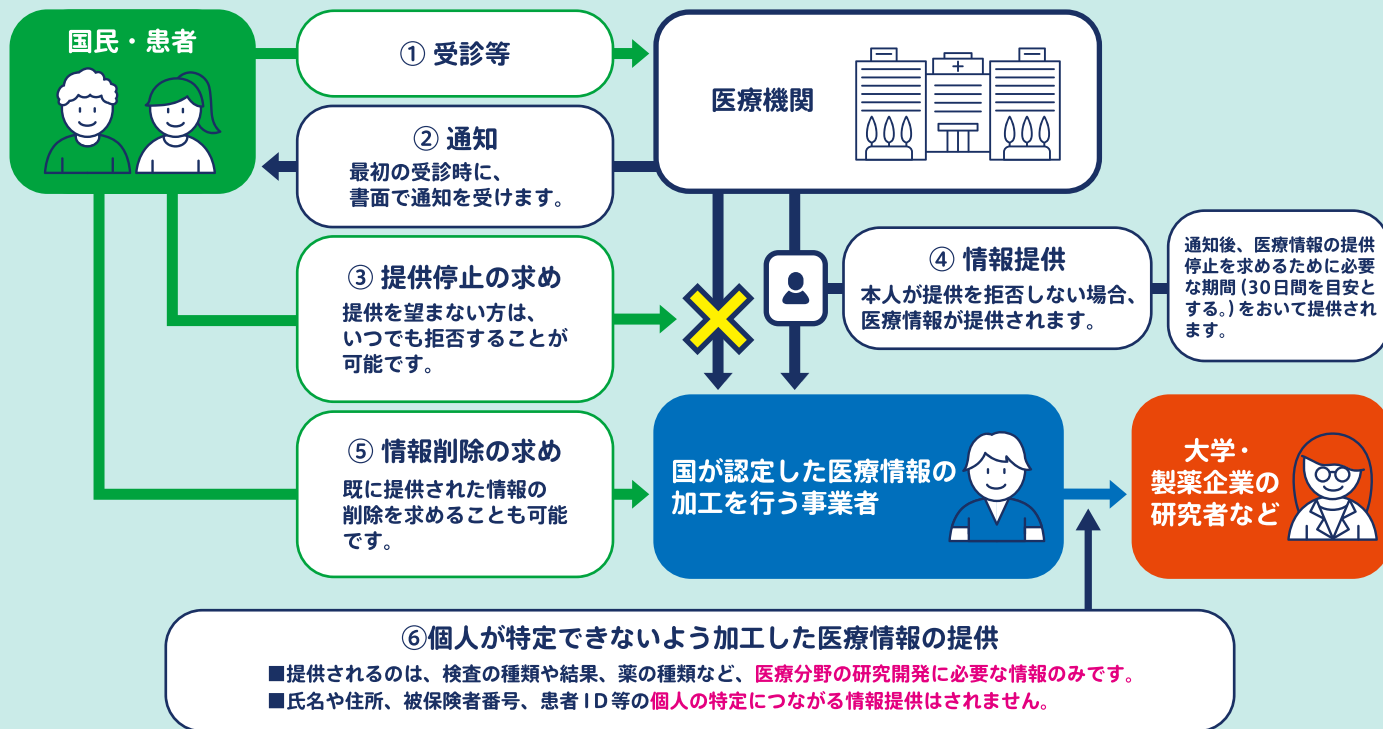 国民・患者
① 受診等
医療機関
② 通知
最初の受診時に、
書面で通知を受けます。
③ 提供停止の求め
提供を望まない方は、
いつでも拒否することが
可能です。
④ 情報提供
本人が提供を拒否しない場合、
医療情報が提供されます。
通知後、医療情報の提供
停止を求めるために必要
な期間(30日間を目安と
する。)をおいて提供され
ます。
⑤ 情報削除の求め
既に提供された情報の
削除を求めることも可能
です。
国が認定した医療情報の
加工を行う事業者
大学・
製薬企業の
研究者など
⑥個人が特定できないよう加工した医療情報の提供
■提供されるのは、検査の種類や結果、薬の種類など、医療分野の研究開発に必要な情報のみです。
■氏名や住所、被保険者番号、患者ID等の個人の特定につながる情報提供はされません。